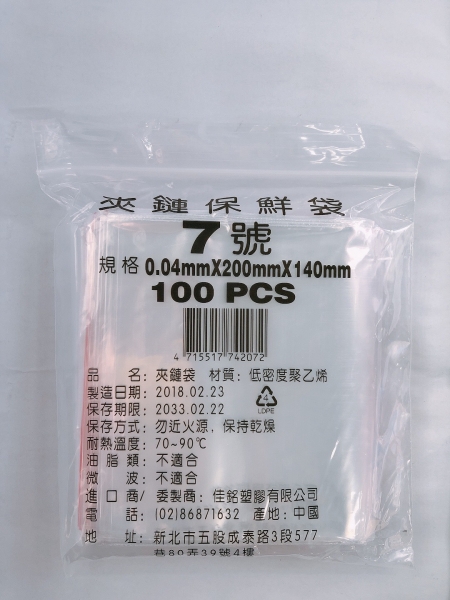 夾鏈保鮮袋
7號
規格 0.04mmX200mmX140mm
100 PCS
4 715517 742072
品名：夾鏈袋 材質：低密度聚乙烯
製造日期：2018.02.23
保存期限：2033.02.22
4
LDPE
保存方式：勿近火源，保持乾燥
耐熱溫度：70~90℃
油脂類：不適合
微波：不適合
進口商/委製商：佳銘塑膠有限公司
電話：(02)86871632 產地：中國
地址：新北市五股成泰路3段577
巷80弄39號4樓